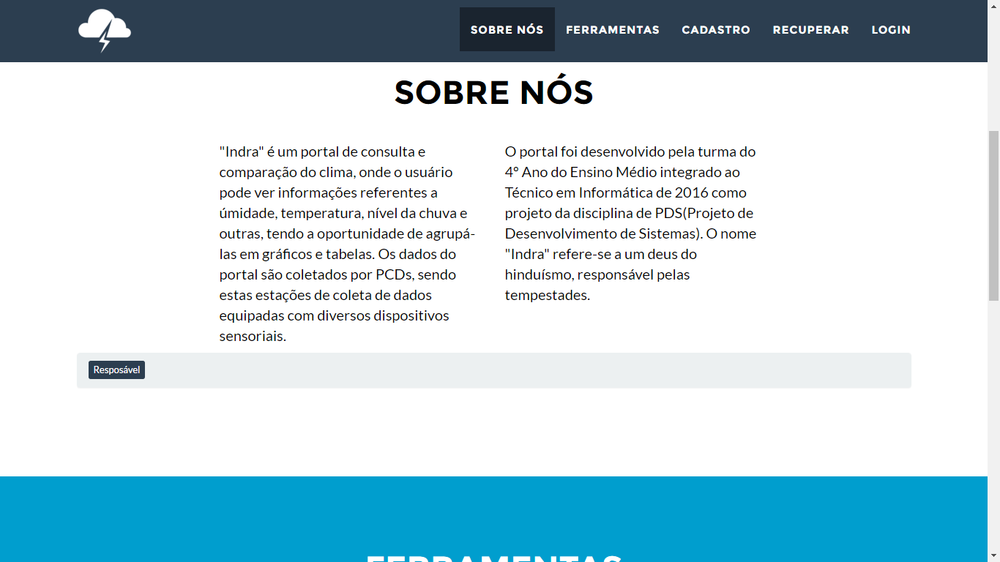 SOBRE NÓS
FERRAMENTAS
CADASTRO
RECUPERAR
LOGIN
SOBRE NÓS
"Indra" é um portal de consulta e
comparação do clima, onde o usuário
pode ver informações referentes a
úmidade, temperatura, nível da chuva e
outras, tendo a oportunidade de agrupá-
las em gráficos e tabelas. Os dados do
portal são coletados por PCDs, sendo
estas estações de coleta de dados
equipadas com diversos dispositivos
sensoriais.
O portal foi desenvolvido pela turma do
4º Ano do Ensino Médio integrado ao
Técnico em Informática de 2016 como
projeto da disciplina de PDS(Projeto de
Desenvolvimento de Sistemas). O nome
"Indra" refere-se a um deus do
hinduísmo, responsável pelas
tempestades.
Resposável
FERRAMENTAS